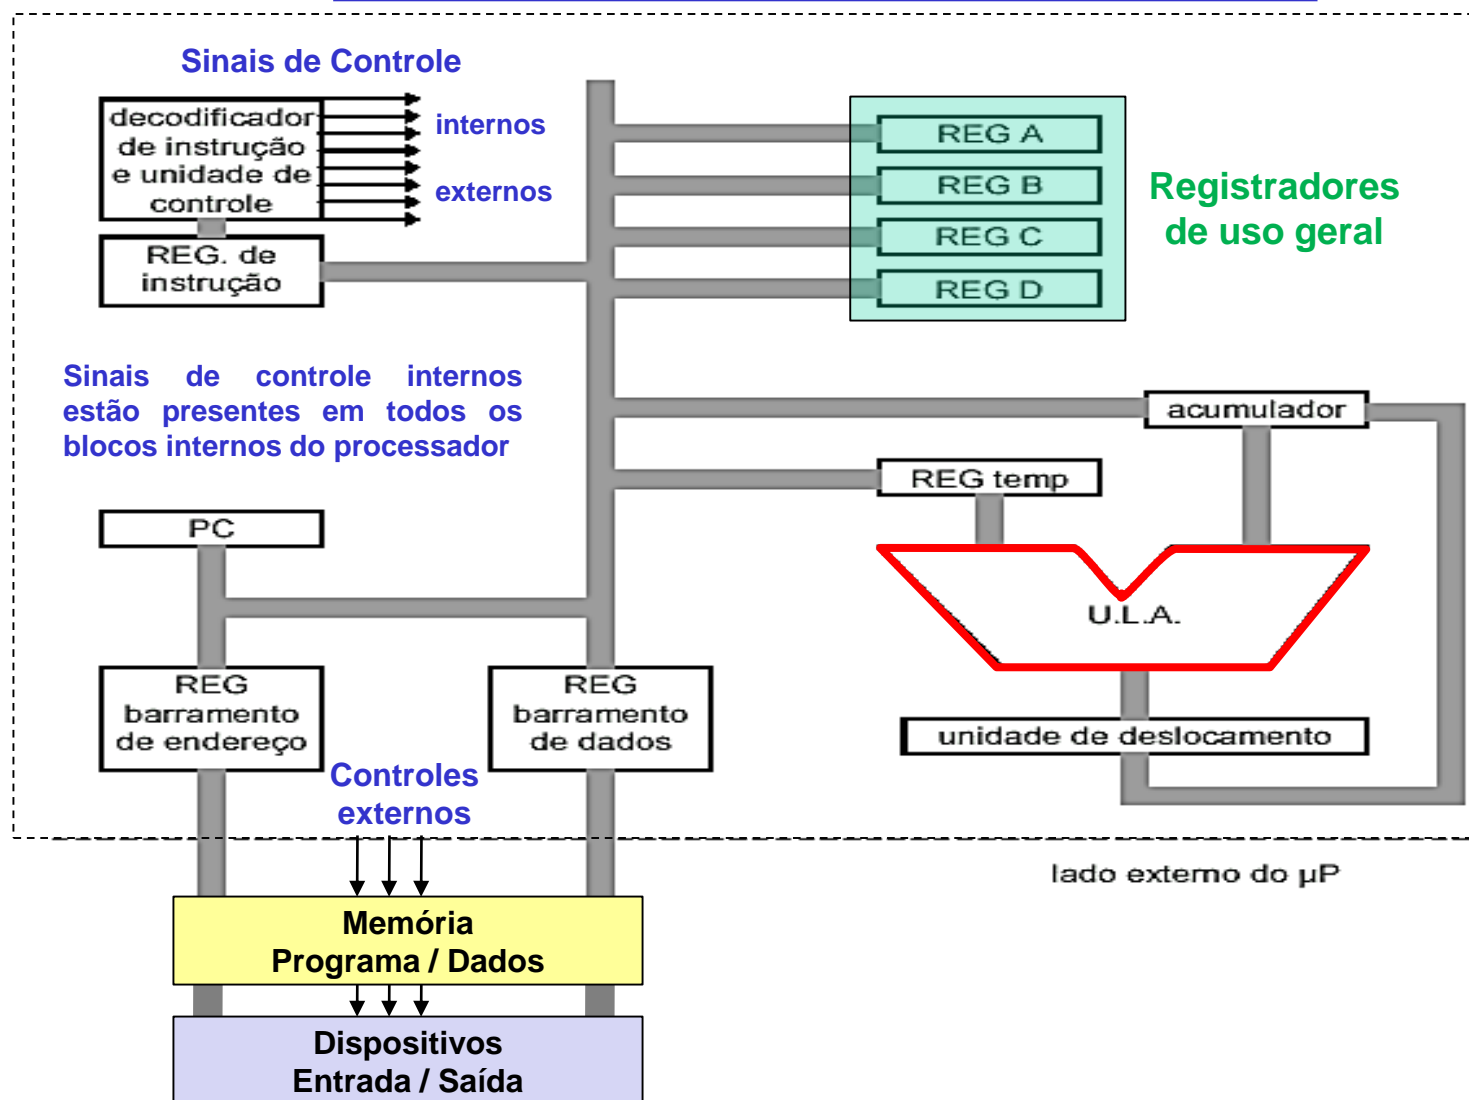 Sinais de Controle
decodificador
de instrução
e unidade de
controle
internos
externos
REG. de
instrução
REG A
REG B
REG C
REG D
Registradores
de uso geral
Sinais de controle internos
estão presentes em todos os
blocos internos do processador
acumulador
REG temp
PC
U.L.A.
REG
barramento
de endereço
REG
barramento
de dados
unidade de deslocamento
Controles
externos
lado externo do µP
Memória
Programa / Dados
Dispositivos
Entrada / Saída